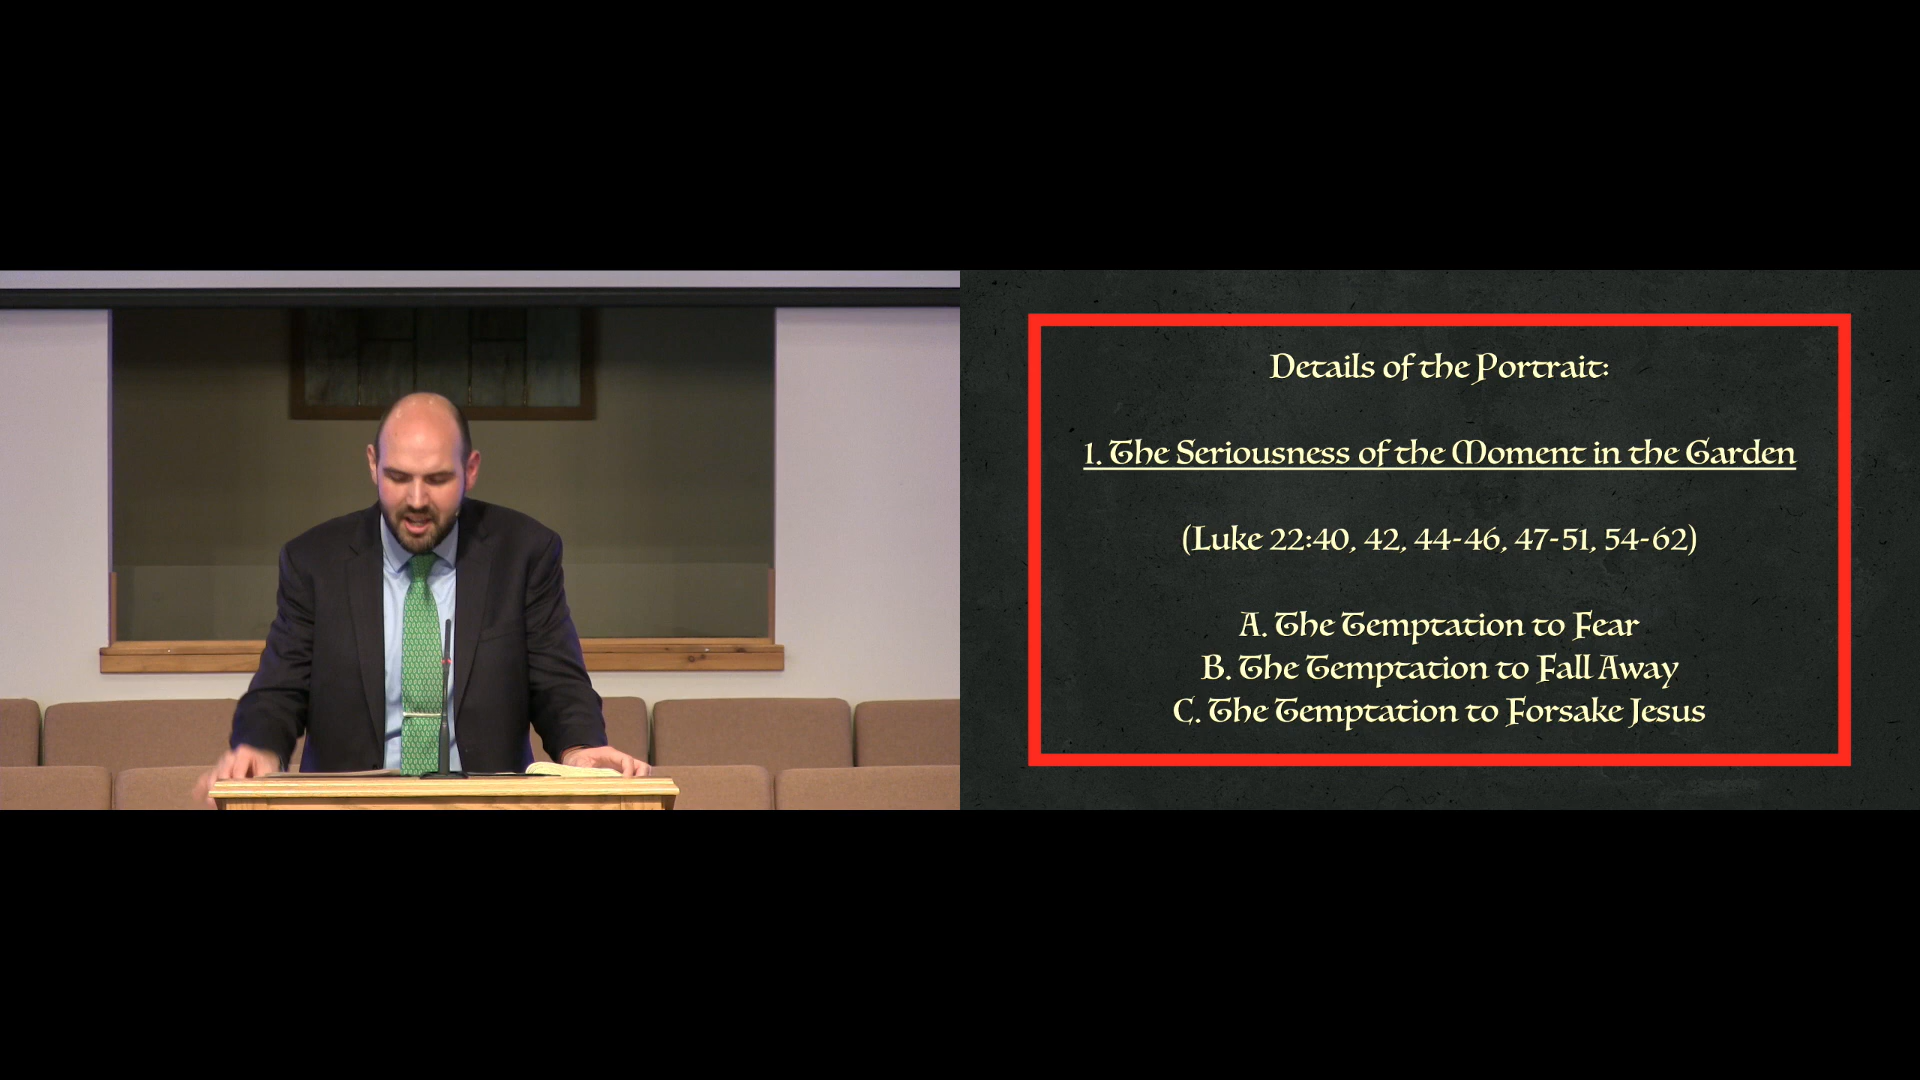 Details of the Portrait:
1. The Seriousness of the Moment in the Garden
(Luke 22:40, 42, 44-46, 47-51, 54-62)
A. The Temptation to Fear
B. The Temptation to Fall Away
C. The Temptation to Forsake Jesus